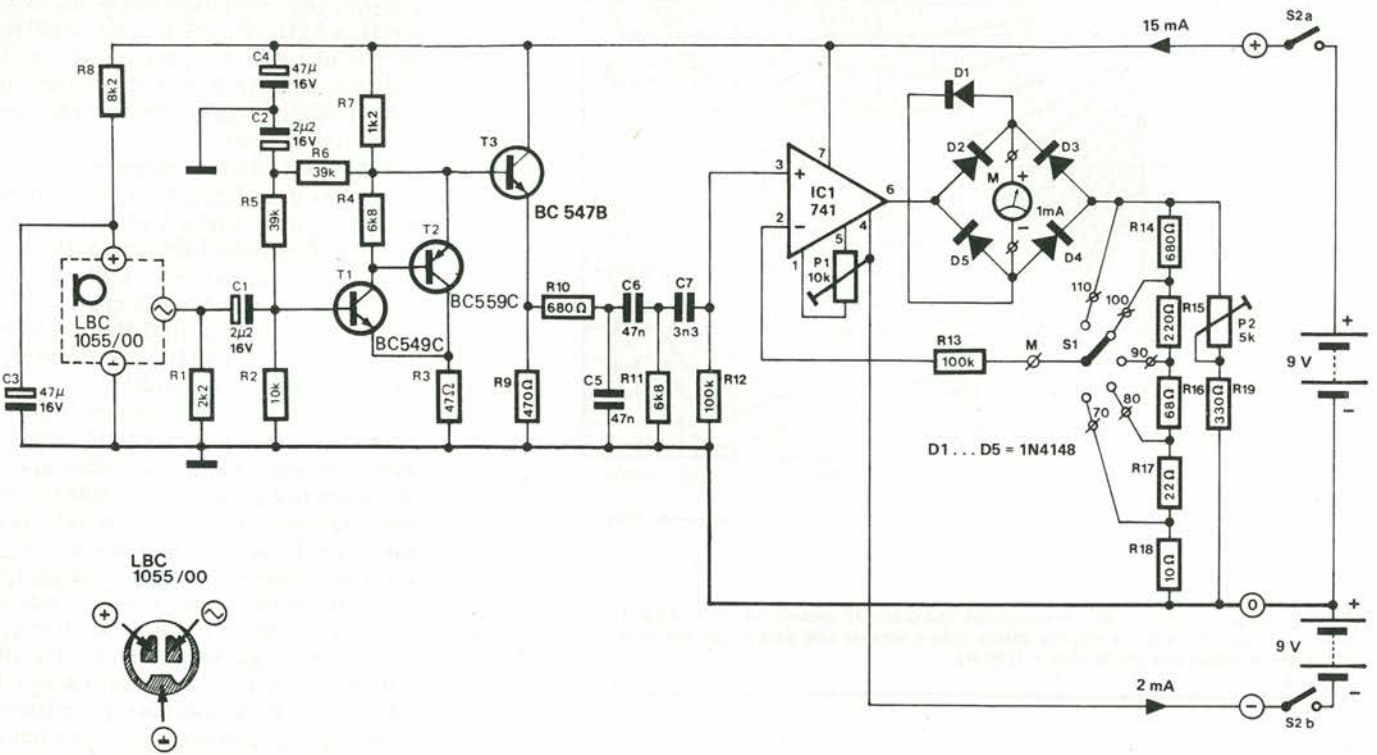 15 mA
S2a
+
R8
8k2
C4
47µ
16V
R7
1k2
C2
2µ2
16V
R6
39k
T3
BC 547B
R5
39k
R4
6k8
T2
BC559C
T1
BC549C
+
LBC
1055/00
–
C1
2µ2
16V
C3
47µ
16V
R1
2k2
R2
10k
R3
47Ω
R9
470Ω
R10
680Ω
C6
47n
C7
3n3
C5
47n
R11
6k8
R12
100k
3
+
7
IC1
741
6
2
–
5
4
1
P1
10k
D1
D2
D3
M
+
1mA
–
D5
D4
R13
100k
M
S1
110
100
90
80
70
R14
680Ω
R15
220Ω
R16
68Ω
R17
22Ω
R18
10Ω
P2
5k
R19
330Ω
D1 . . . D5 = 1N4148
+
9 V
–
0
+
9 V
–
2 mA
–
S2 b
LBC
1055/00
+